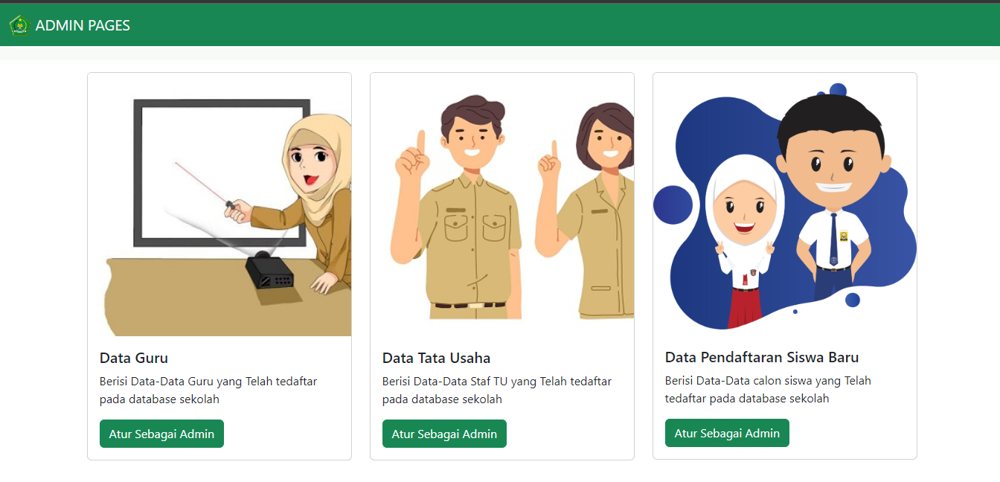 ADMIN PAGES
Data Guru
Berisi Data-Data Guru yang Telah tedaftar
pada database sekolah
Atur Sebagai Admin
Data Tata Usaha
Berisi Data-Data Staf TU yang Telah tedaftar
pada database sekolah
Atur Sebagai Admin
Data Pendaftaran Siswa Baru
Berisi Data-Data calon siswa yang Telah
tedaftar pada database sekolah
Atur Sebagai Admin